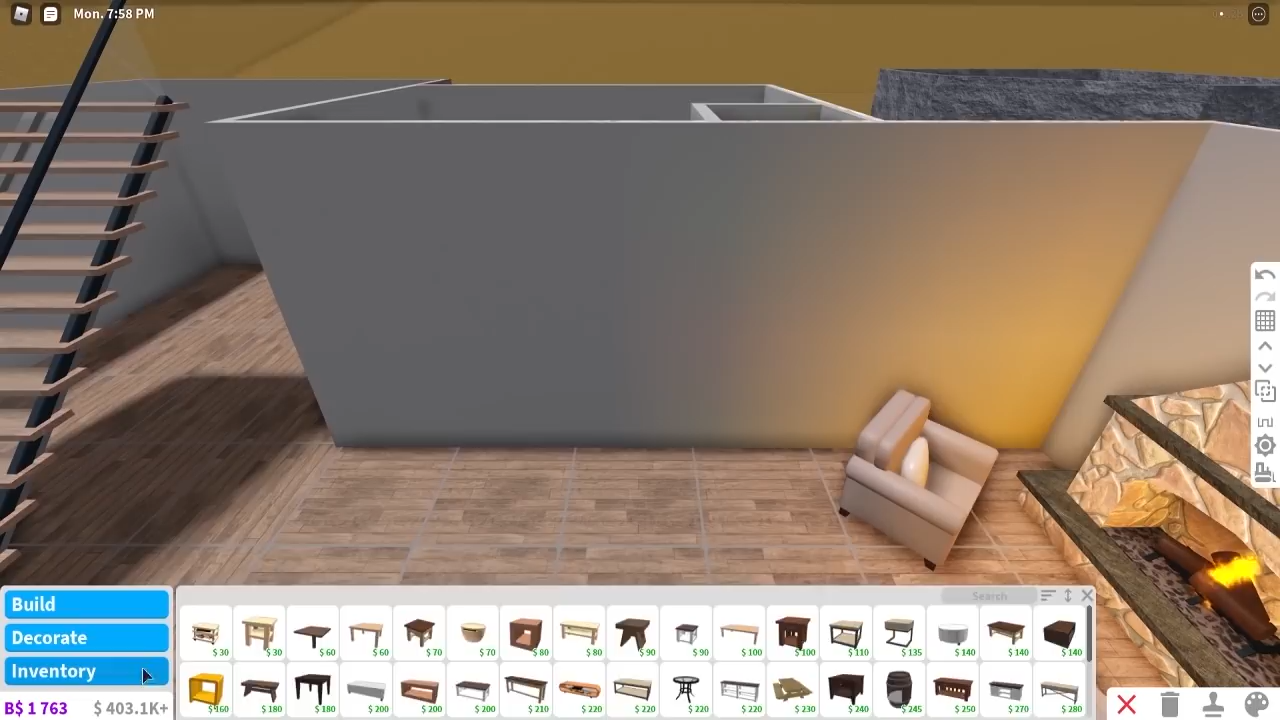 Mon. 7:58 PM
Build
Decorate
Inventory
B$ 1 763 $ 403.1K+
Search
$ 30 $ 30 $ 60 $ 60 $ 70 $ 70 $ 80 $ 80 $ 90 $ 90 $ 100 $ 100 $ 110 $ 135 $ 140 $ 140 $ 140
$160 $ 180 $ 180 $ 200 $ 200 $ 200 $ 210 $ 220 $ 220 $ 220 $ 220 $ 230 $ 240 $ 245 $ 250 $ 270 $ 280